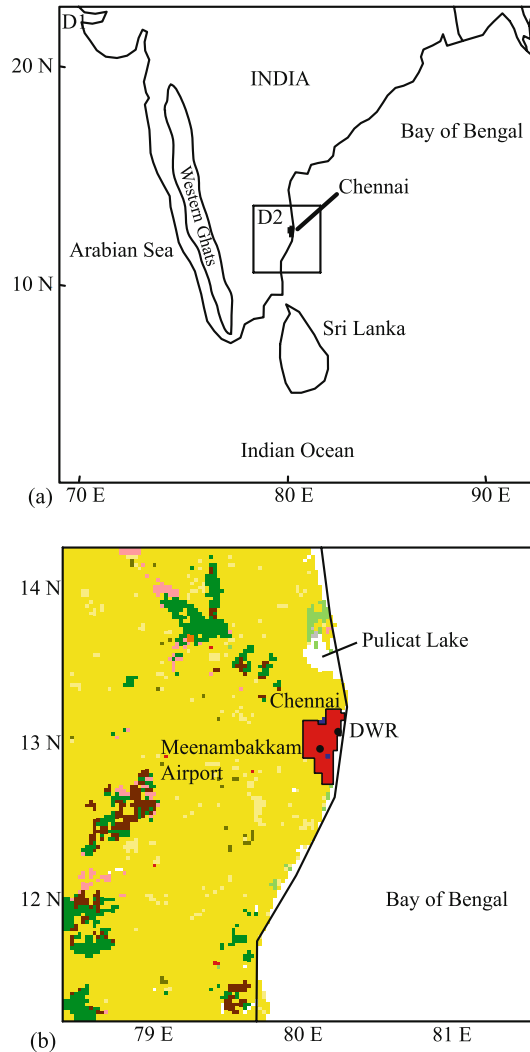 D1
20 N
INDIA
Bay of Bengal
Chennai
Western Ghats
D2
Arabian Sea
10 N
Sri Lanka
Indian Ocean
(a)
70 E
80 E
90 E
14 N
Pulicat Lake
Chennai
DWR
13 N
Meenambakkam
Airport
12 N
Bay of Bengal
(b)
79 E
80 E
81 E